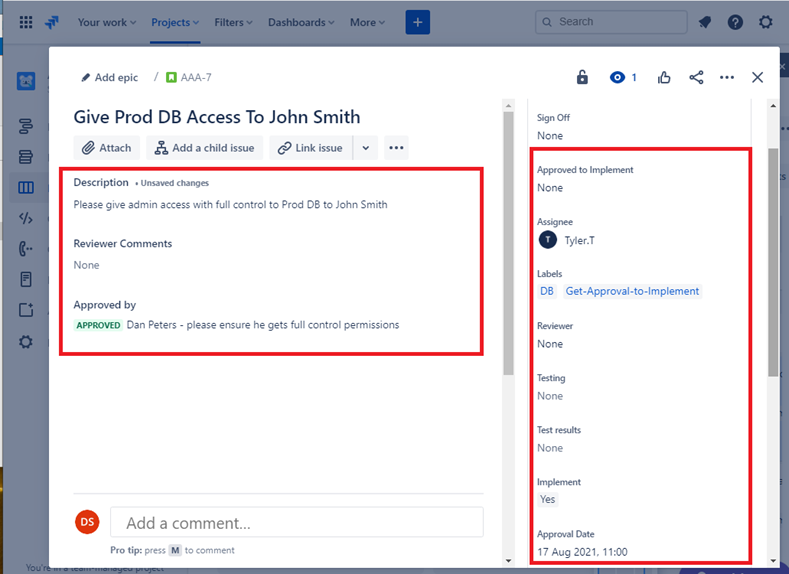 Your work Projects Filters Dashboards More + Search
Add epic / AAA-7 1
Give Prod DB Access To John Smith
Attach Add a child issue Link issue
Description • Unsaved changes
Please give admin access with full control to Prod DB to John Smith
Reviewer Comments
None
Approved by
APPROVED Dan Peters - please ensure he gets full control permissions
DS Add a comment...
Pro tip: press M to comment
You're in a team-managed project
Sign Off
None
Approved to Implement
None
Assignee
T Tyler.T
Labels
DB Get-Approval-to-Implement
Reviewer
None
Testing
None
Test results
None
Implement
Yes
Approval Date
17 Aug 2021, 11:00